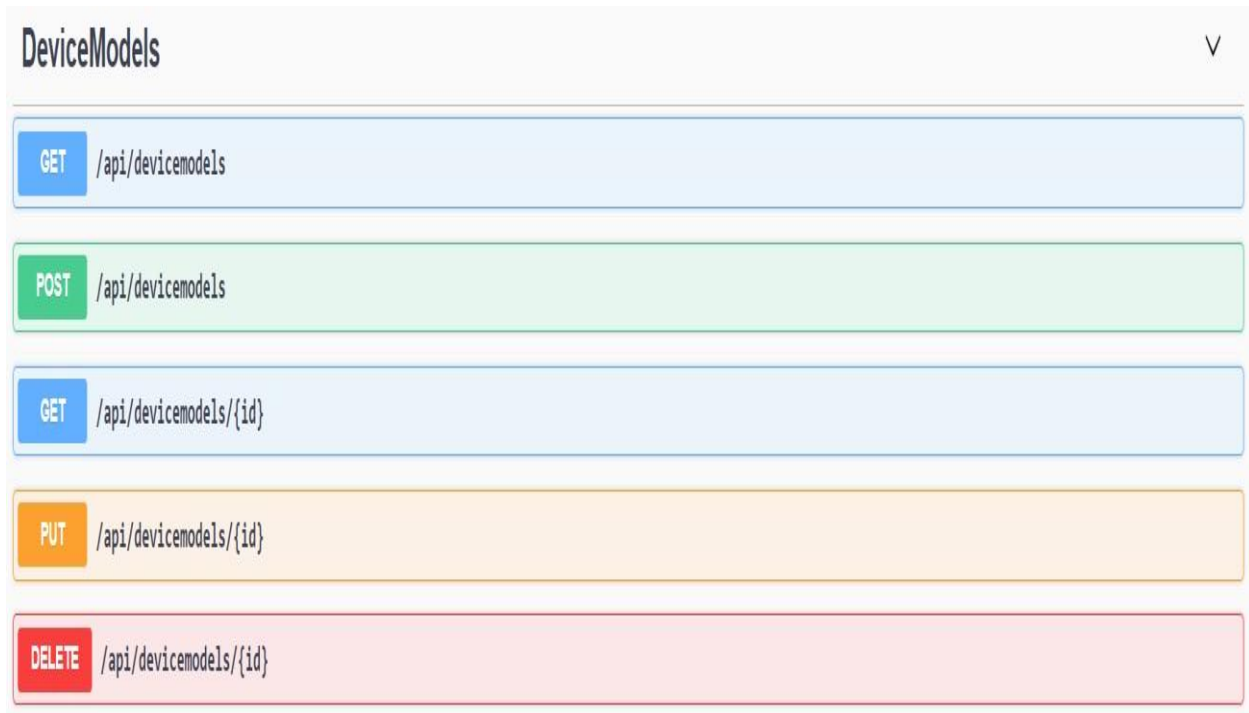 DeviceModels
GET /api/devicemodels
POST /api/devicemodels
GET /api/devicemodels/{id}
PUT /api/devicemodels/{id}
DELETE /api/devicemodels/{id}